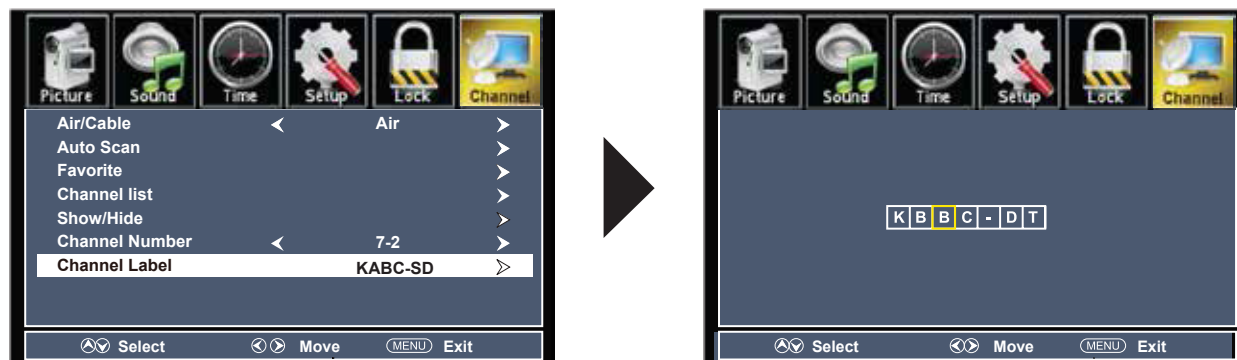 Picture Sound Time Setup Lock Channel
Air/Cable Air
Auto Scan
Favorite
Channel list
Show/Hide
Channel Number 7-2
Channel Label KABC-SD
Select Move MENU Exit
Picture Sound Time Setup Lock Channel
K B B C - D T
Select Move MENU Exit